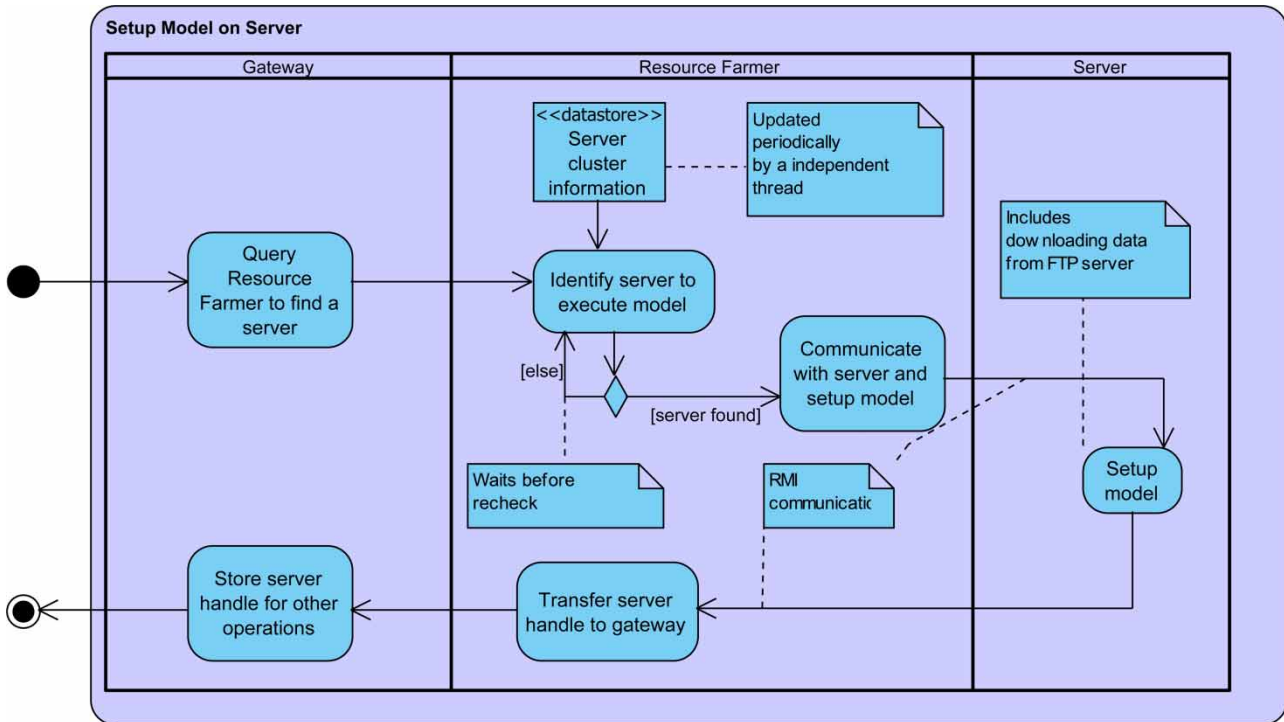 Setup Model on Server
Gateway
Resource Farmer
Server
<<datastore>>
Server
cluster
information
Updated
periodically
by a independent
thread
Includes
dow nloading data
from FTP server
Query
Resource
Farmer to find a
server
Identify server to
execute model
Communicate
with server and
setup model
[else]
[server found]
Waits before
recheck
RMI
communicatic
Setup
model
Store server
handle for other
operations
Transfer server
handle to gateway